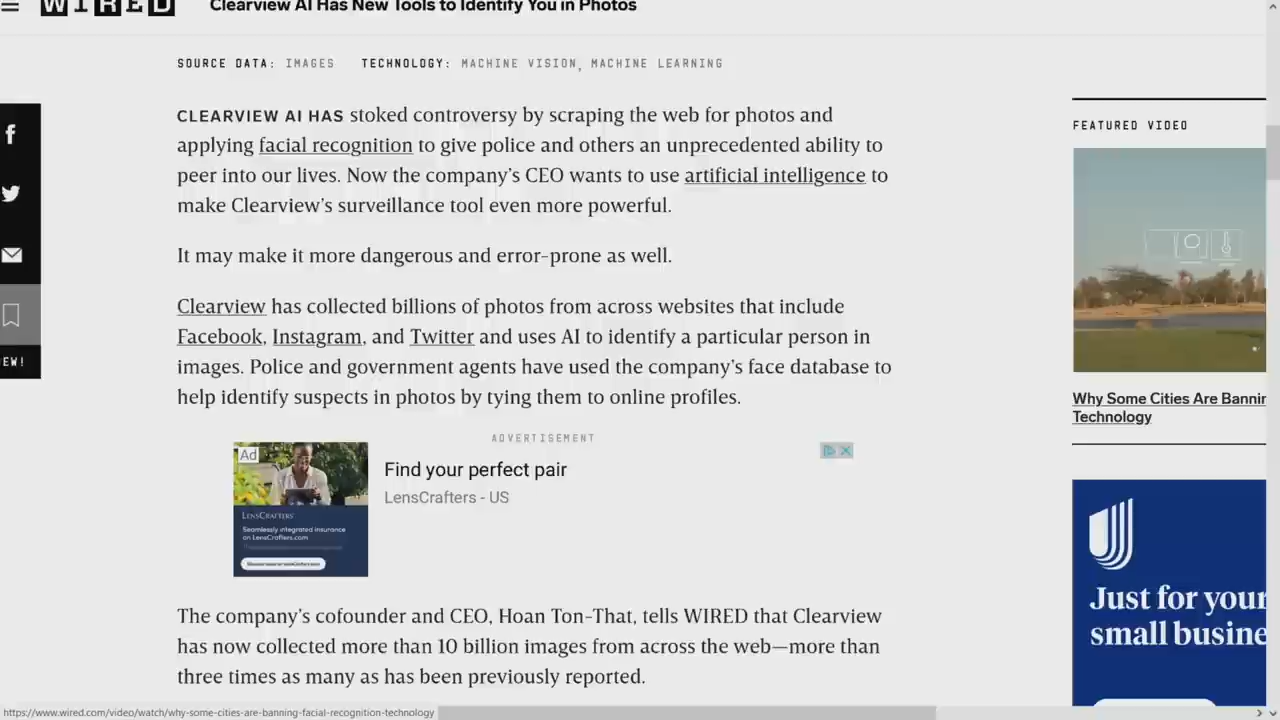 WIRED
Clearview AI Has New Tools to Identify You in Photos
SOURCE DATA: IMAGES TECHNOLOGY: MACHINE VISION, MACHINE LEARNING
CLEARVIEW AI HAS stoked controversy by scraping the web for photos and
applying facial recognition to give police and others an unprecedented ability to
peer into our lives. Now the company's CEO wants to use artificial intelligence to
make Clearview's surveillance tool even more powerful.
It may make it more dangerous and error-prone as well.
Clearview has collected billions of photos from across websites that include
Facebook, Instagram, and Twitter and uses AI to identify a particular person in
images. Police and government agents have used the company's face database to
help identify suspects in photos by tying them to online profiles.
EW!
ADVERTISEMENT
Ad
LENSCRAFTERS
Seamlessly integrated insurance
on LensCrafters.com
Find your perfect pair
LensCrafters - US
The company's cofounder and CEO, Hoan Ton-That, tells WIRED that Clearview
has now collected more than 10 billion images from across the web—more than
three times as many as has been previously reported.
FEATURED VIDEO
Why Some Cities Are Bannin
Technology
Just for your
small busine
https://www.wired.com/video/watch/why-some-cities-are-banning-facial-recognition-technology